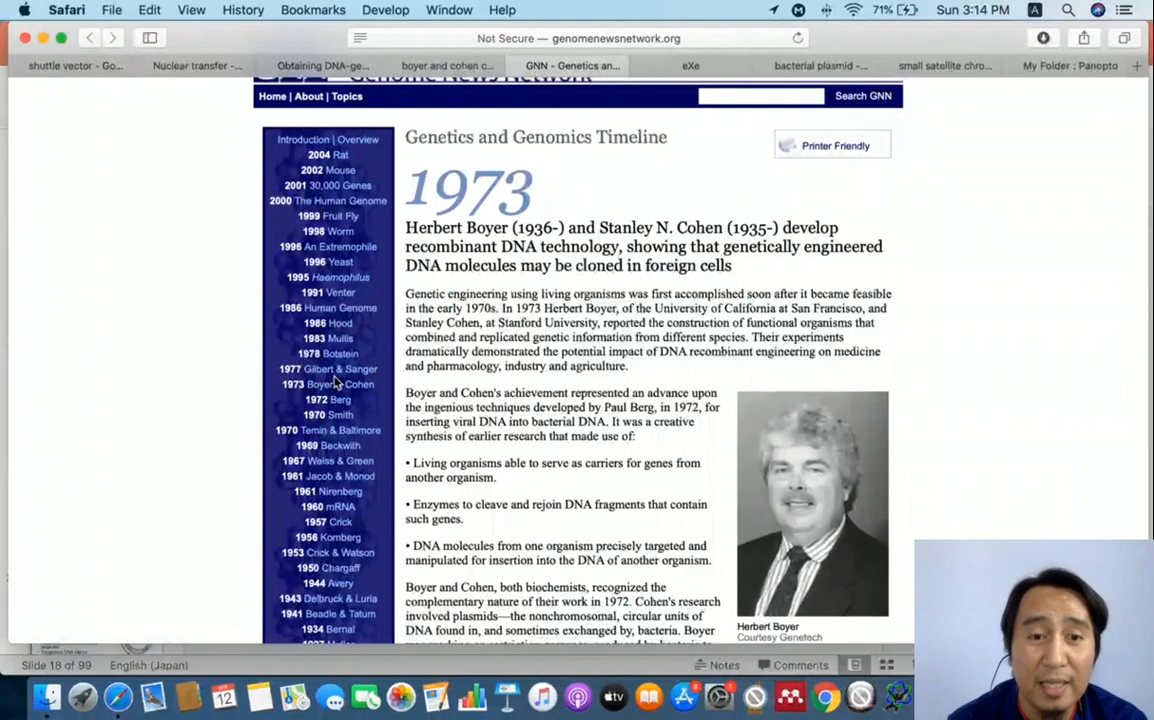 Safari File Edit View History Bookmarks Develop Window Help 71% Sun 3:14 PM A
Not Secure — genomenewsnetwork.org
shuttle vector - Go... Nuclear transfer -... Obtaining DNA-ge... boyer and cohen c... GNN - Genetics an... eXe bacterial plasmid -... small satellite chro... My Folder : Panopto
Genome News Network
Home | About | Topics Search GNN
Introduction | Overview
2004 Rat
2002 Mouse
2001 30,000 Genes
2000 The Human Genome
1999 Fruit Fly
1998 Worm
1996 An Extremophile
1996 Yeast
1995 Haemophilus
1991 Venter
1986 Human Genome
1986 Hood
1983 Mullis
1978 Botstein
1977 Gilbert & Sanger
1973 Boyer Cohen
1972 Berg
1970 Smith
1970 Temin & Baltimore
1969 Beckwith
1967 Weiss & Green
1961 Jacob & Monod
1961 Nirenberg
1960 mRNA
1957 Crick
1956 Kornberg
1953 Crick & Watson
1950 Chargaff
1944 Avery
1943 Delbruck & Luria
1941 Beadle & Tatum
1934 Bernal
Genetics and Genomics Timeline
Printer Friendly
1973
Herbert Boyer (1936-) and Stanley N. Cohen (1935-) develop
recombinant DNA technology, showing that genetically engineered
DNA molecules may be cloned in foreign cells
Genetic engineering using living organisms was first accomplished soon after it became feasible
in the early 1970s. In 1973 Herbert Boyer, of the University of California at San Francisco, and
Stanley Cohen, at Stanford University, reported the construction of functional organisms that
combined and replicated genetic information from different species. Their experiments
dramatically demonstrated the potential impact of DNA recombinant engineering on medicine
and pharmacology, industry and agriculture.
Boyer and Cohen's achievement represented an advance upon
the ingenious techniques developed by Paul Berg, in 1972, for
inserting viral DNA into bacterial DNA. It was a creative
synthesis of earlier research that made use of:
• Living organisms able to serve as carriers for genes from
another organism.
• Enzymes to cleave and rejoin DNA fragments that contain
such genes.
• DNA molecules from one organism precisely targeted and
manipulated for insertion into the DNA of another organism.
Boyer and Cohen, both biochemists, recognized the
complementary nature of their work in 1972. Cohen's research
involved plasmids—the nonchromosomal, circular units of
DNA found in, and sometimes exchanged by, bacteria. Boyer
Herbert Boyer
Courtesy Genetech
Slide 18 of 99 English (Japan) Notes Comments